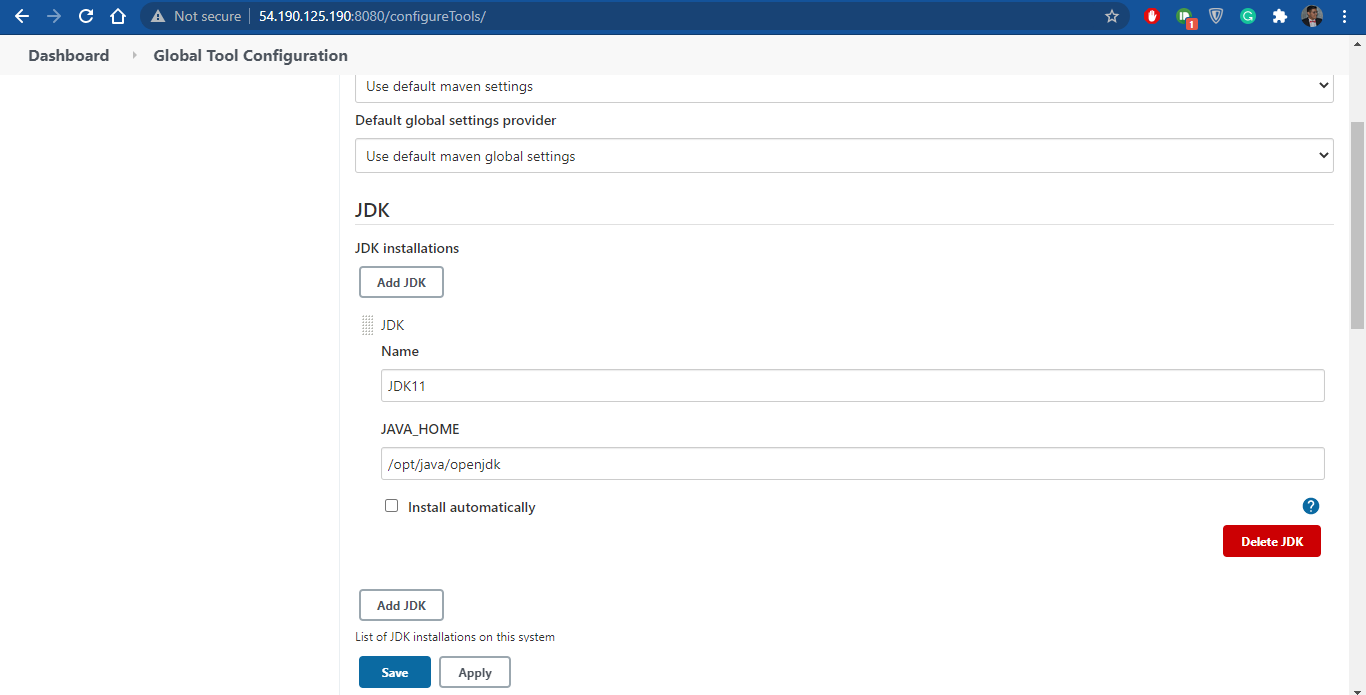 Not secure 54.190.125.190:8080/configureTools/
1
Dashboard Global Tool Configuration
Use default maven settings
Default global settings provider
Use default maven global settings
JDK
JDK installations
Add JDK
JDK
Name
JDK11
JAVA_HOME
/opt/java/openjdk
Install automatically
?
Delete JDK
Add JDK
List of JDK installations on this system
Save Apply